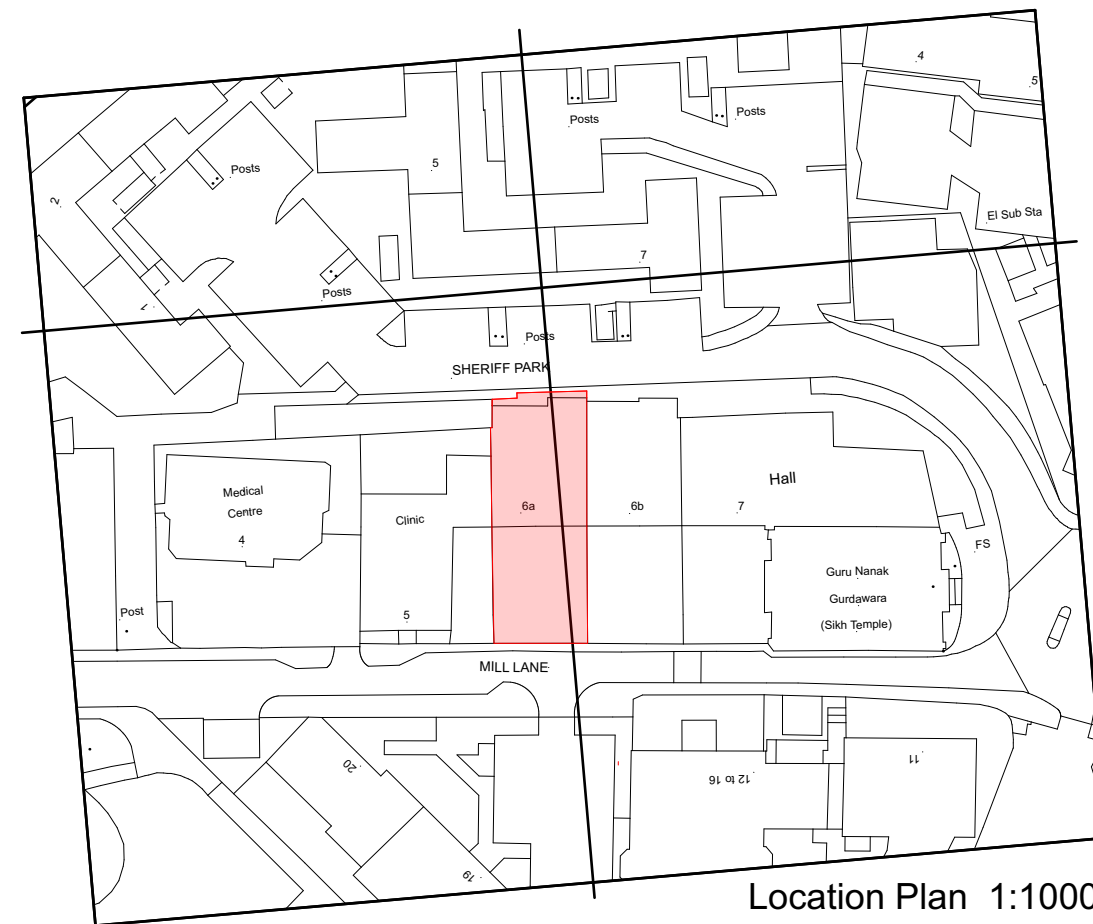 4
5
Posts
Posts
5
Posts
2
El Sub Sta
7
Posts
1
Posts
SHERIFF PARK
Hall
Medical
Centre
4
Clinic
6a
6b
7
FS
Guru Nanak
Gurdawara
(Sikh Temple)
Post
5
MILL LANE
20
12 to 16
11
19
Location Plan 1:1000